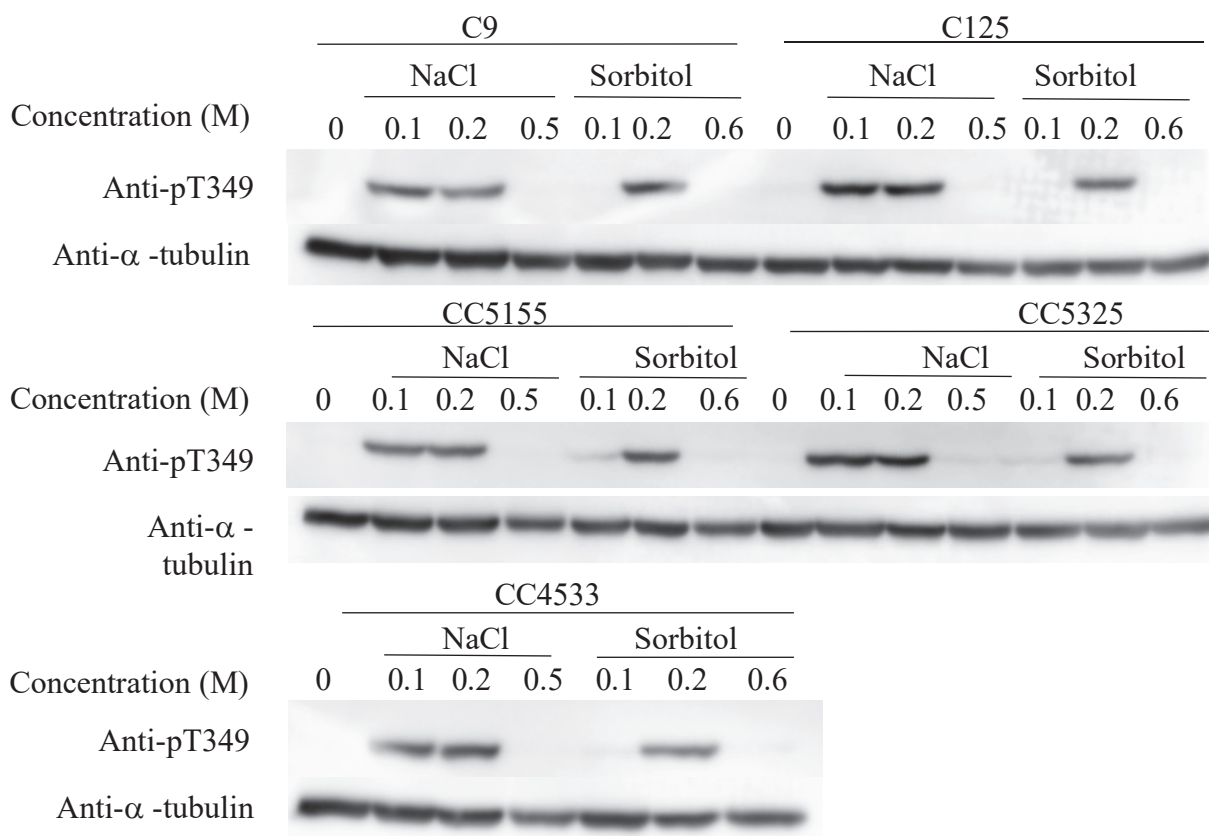 C9 C125
NaCl Sorbitol NaCl Sorbitol
Concentration (M) 0 0.1 0.2 0.5 0.1 0.2 0.6 0 0.1 0.2 0.5 0.1 0.2 0.6
Anti-pT349
Anti-α -tubulin
CC5155 CC5325
NaCl Sorbitol NaCl Sorbitol
Concentration (M) 0 0.1 0.2 0.5 0.1 0.2 0.6 0 0.1 0.2 0.5 0.1 0.2 0.6
Anti-pT349
Anti-α -
tubulin
CC4533
NaCl Sorbitol
Concentration (M) 0 0.1 0.2 0.5 0.1 0.2 0.6
Anti-pT349
Anti-α -tubulin